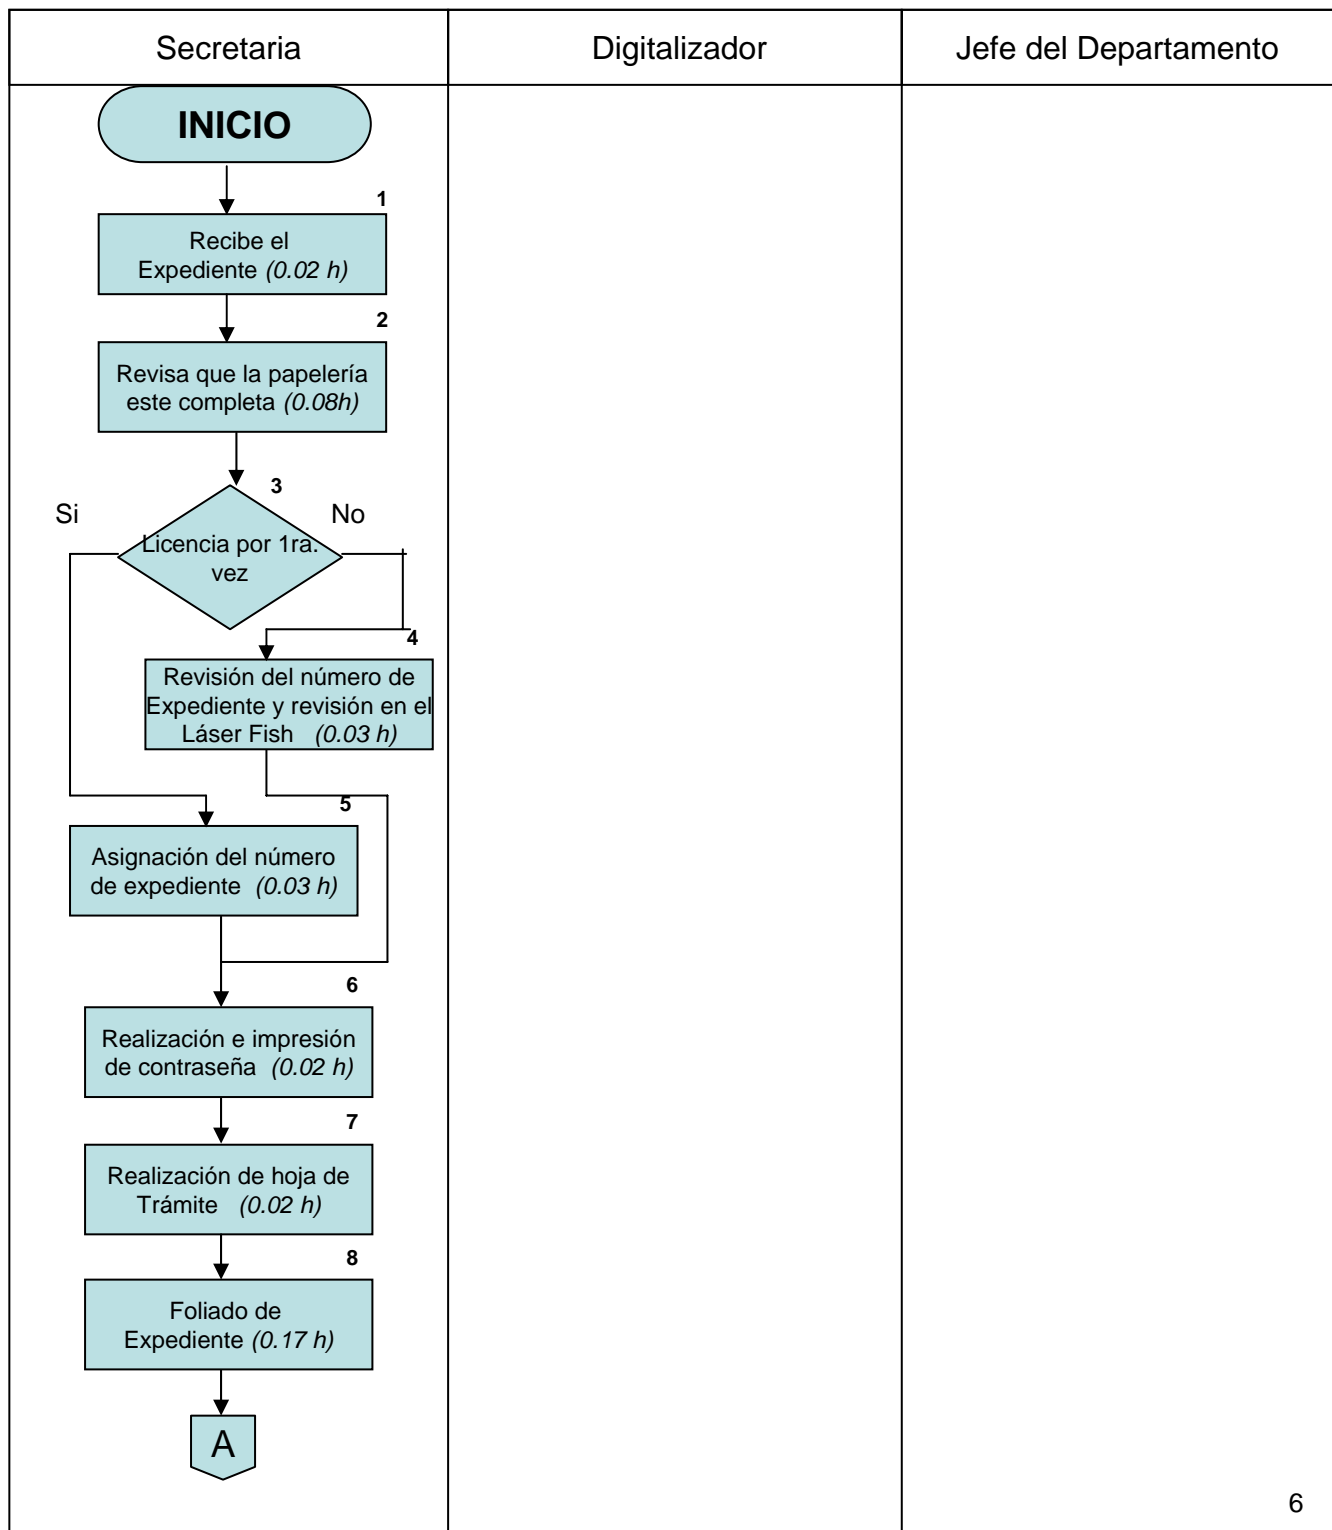 Secretaria
Digitalizador
Jefe del Departamento
INICIO
1
Recibe el
Expediente (0.02 h)
2
Revisa que la papelería
este completa (0.08h)
3
Si
No
Licencia por 1ra.
vez
4
Revisión del número de
Expediente y revisión en el
Láser Fish (0.03 h)
5
Asignación del número
de expediente (0.03 h)
6
Realización e impresión
de contraseña (0.02 h)
7
Realización de hoja de
Trámite (0.02 h)
8
Foliado de
Expediente (0.17 h)
A
6